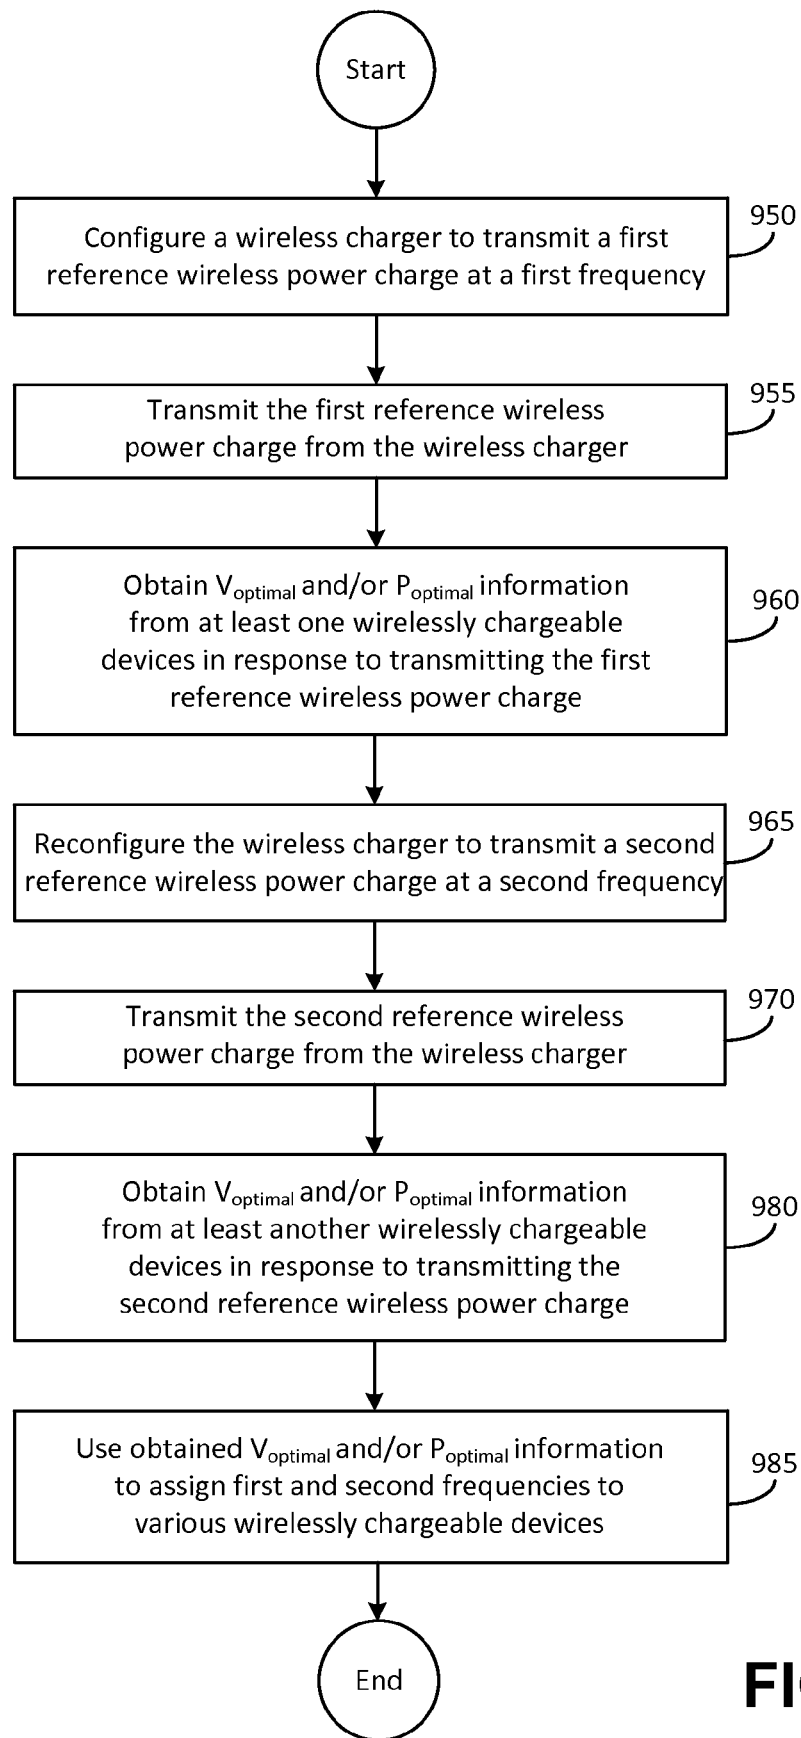 Start
950
Configure a wireless charger to transmit a first
reference wireless power charge at a first frequency
955
Transmit the first reference wireless
power charge from the wireless charger
960
Obtain Voptimal and/or Poptimal information
from at least one wirelessly chargeable
devices in response to transmitting the first
reference wireless power charge
965
Reconfigure the wireless charger to transmit a second
reference wireless power charge at a second frequency
970
Transmit the second reference wireless
power charge from the wireless charger
980
Obtain Voptimal and/or Poptimal information
from at least another wirelessly chargeable
devices in response to transmitting the
second reference wireless power charge
985
Use obtained Voptimal and/or Poptimal information
to assign first and second frequencies to
various wirelessly chargeable devices
End